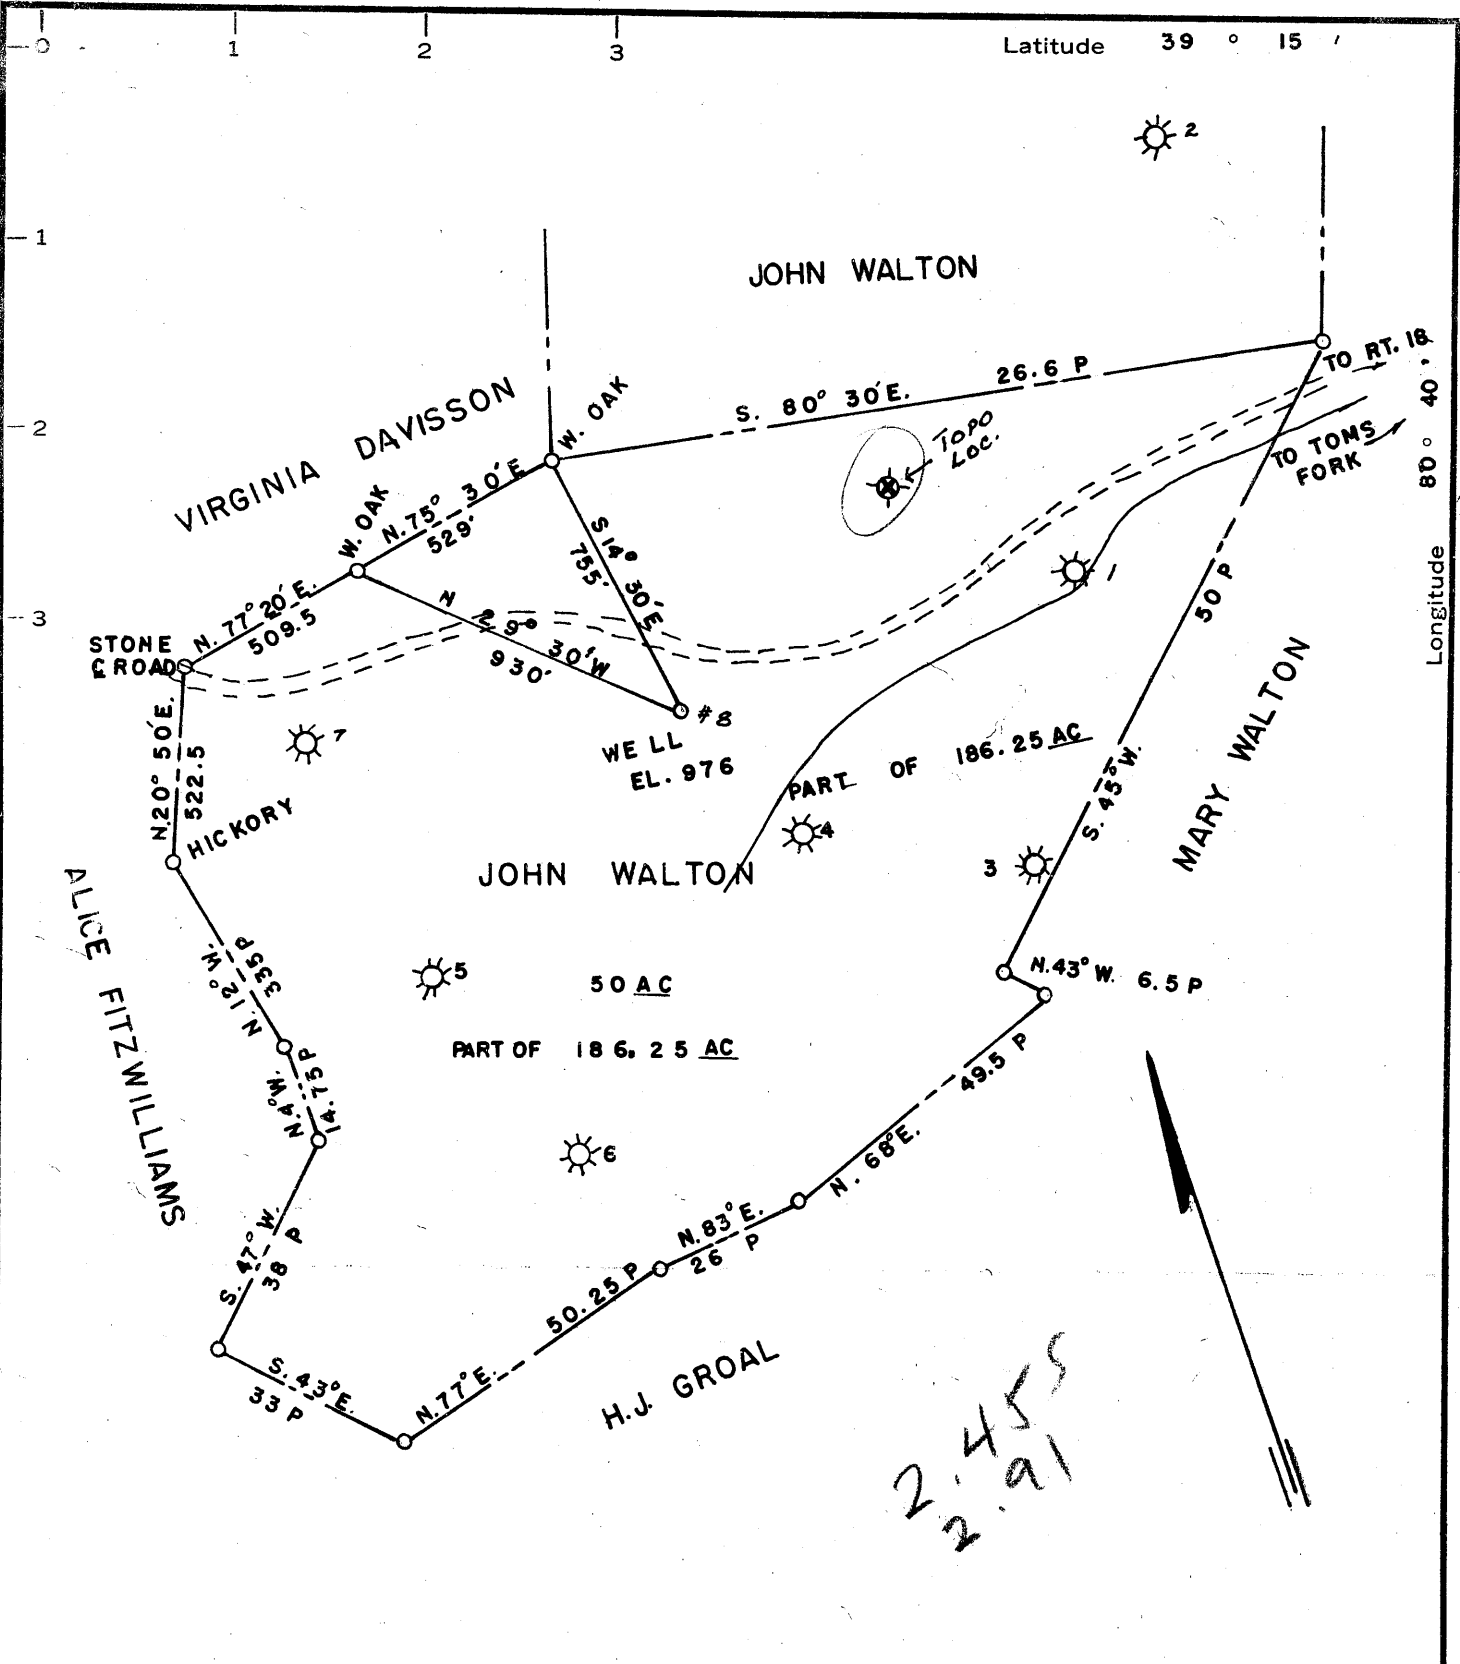 0 1 2 3
Latitude 39 ° 15 '
2
1
JOHN WALTON
TO RT. 18
26.6 P
S. 80° 30' E.
W. OAK
VIRGINIA DAVISSON
2
TOPO
LOC.
TO TOMS
FORK
80° 40'
Longitude
N. 75° 30' E
529'
W. OAK
S 14° 30' E
755'
1
50 P
3
N. 77° 20' E.
509.5
STONE
℄ ROAD
N 29° 30' W
930'
#8
WELL
EL. 976
7
N. 20° 50' E.
522.5
HICKORY
PART OF 186.25 AC
S. 45° W.
MARY WALTON
4
3
JOHN WALTON
ALICE FITZWILLIAMS
N. 12° W.
335 P
5
50 AC
N. 43° W. 6.5 P
PART OF 186.25 AC
N. 4° W.
14.75 P
49.5 P
N. 68° E.
6
N. 83° E.
26 P
S. 47° W.
38 P
50.25 P
N. 77° E.
S. 43° E.
33 P
H.J. GROAL
2.455
2.91